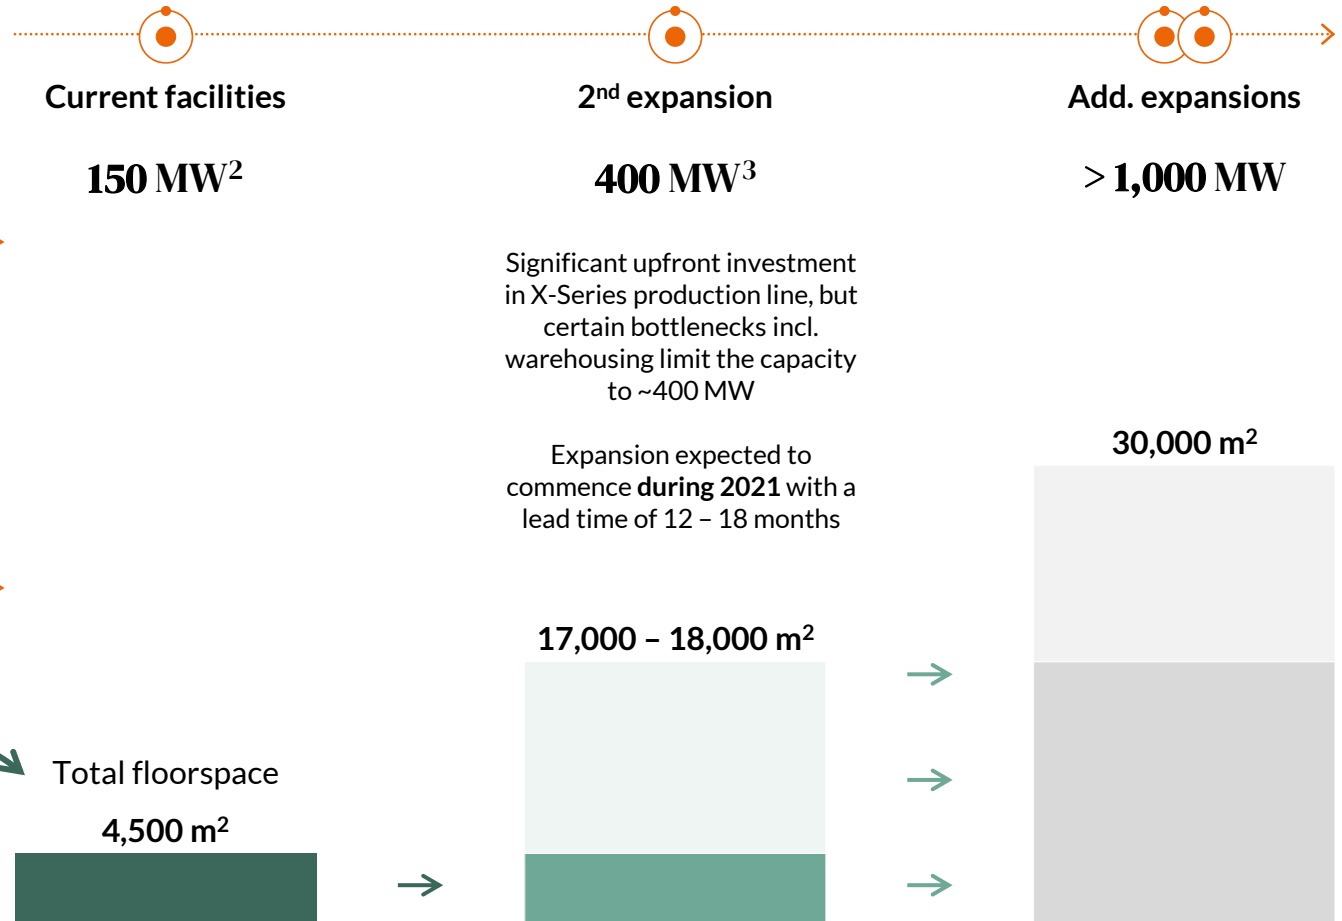 Current facilities
150 MW²
2ⁿᵈ expansion
400 MW³
Significant upfront investment
in X-Series production line, but
certain bottlenecks incl.
warehousing limit the capacity
to ~400 MW
Expansion expected to
commence during 2021 with a
lead time of 12 – 18 months
Add. expansions
> 1,000 MW
Total floorspace
4,500 m²
17,000 – 18,000 m²
30,000 m²